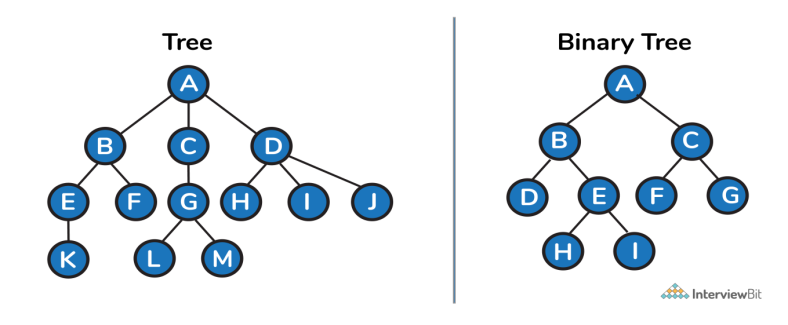 Tree
A
B C D
E F G H I J
K L M
Binary Tree
A
B C
D E F G
H I
InterviewBit